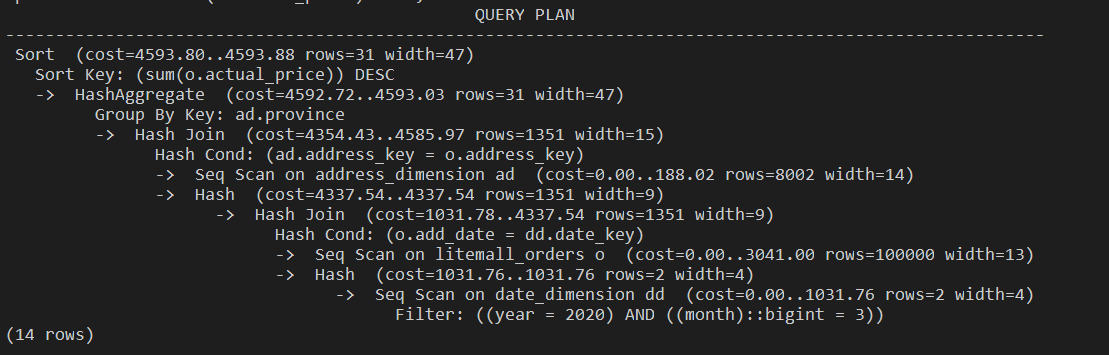 QUERY PLAN
--------------------------------------------------------------------------------------------------------
Sort  (cost=4593.80..4593.88 rows=31 width=47)
  Sort Key: (sum(o.actual_price)) DESC
  ->  HashAggregate  (cost=4592.72..4593.03 rows=31 width=47)
        Group By Key: ad.province
        ->  Hash Join  (cost=4354.43..4585.97 rows=1351 width=15)
              Hash Cond: (ad.address_key = o.address_key)
              ->  Seq Scan on address_dimension ad  (cost=0.00..188.02 rows=8002 width=14)
              ->  Hash  (cost=4337.54..4337.54 rows=1351 width=9)
                    ->  Hash Join  (cost=1031.78..4337.54 rows=1351 width=9)
                          Hash Cond: (o.add_date = dd.date_key)
                          ->  Seq Scan on litemall_orders o  (cost=0.00..3041.00 rows=100000 width=13)
                          ->  Hash  (cost=1031.76..1031.76 rows=2 width=4)
                                ->  Seq Scan on date_dimension dd  (cost=0.00..1031.76 rows=2 width=4)
                                      Filter: ((year = 2020) AND ((month)::bigint = 3))
(14 rows)